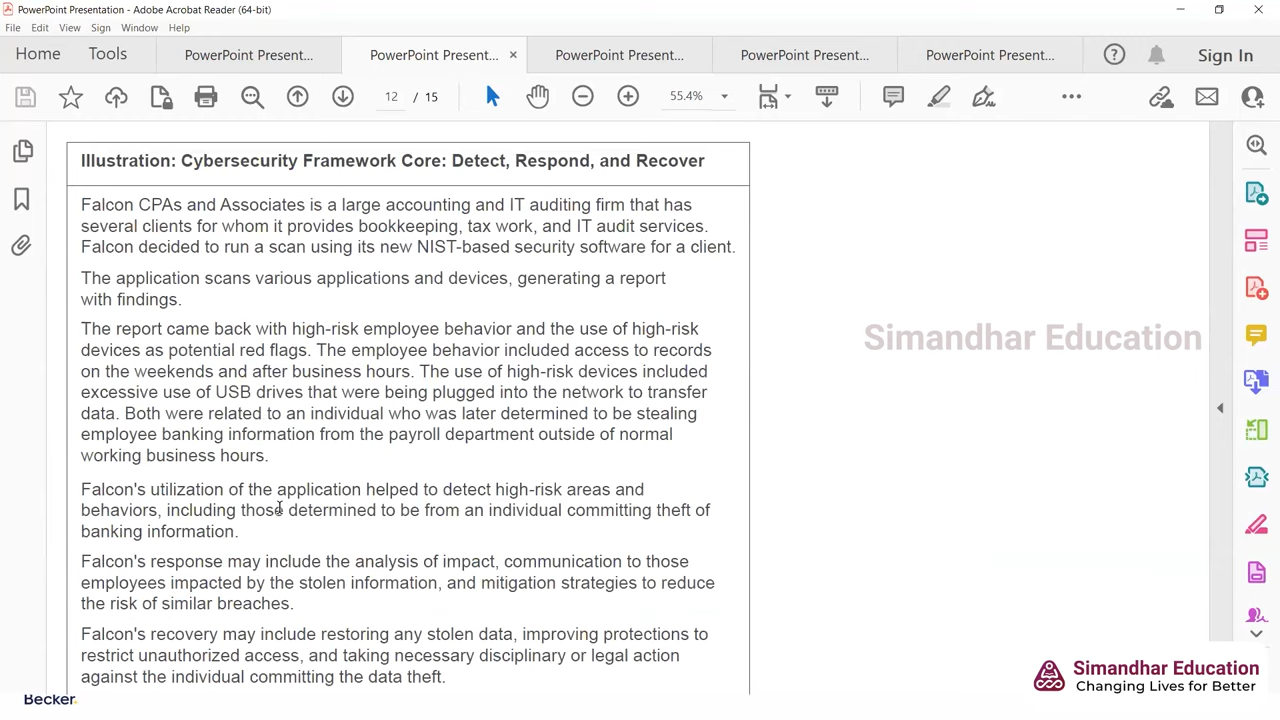 PowerPoint Presentation - Adobe Acrobat Reader (64-bit)
File Edit View Sign Window Help
Home Tools PowerPoint Present... PowerPoint Present... × PowerPoint Present... PowerPoint Present... PowerPoint Present... Sign In
12 / 15 55.4%
Illustration: Cybersecurity Framework Core: Detect, Respond, and Recover
Falcon CPAs and Associates is a large accounting and IT auditing firm that has
several clients for whom it provides bookkeeping, tax work, and IT audit services.
Falcon decided to run a scan using its new NIST-based security software for a client.
The application scans various applications and devices, generating a report
with findings.
The report came back with high-risk employee behavior and the use of high-risk
devices as potential red flags. The employee behavior included access to records
on the weekends and after business hours. The use of high-risk devices included
excessive use of USB drives that were being plugged into the network to transfer
data. Both were related to an individual who was later determined to be stealing
employee banking information from the payroll department outside of normal
working business hours.
Falcon's utilization of the application helped to detect high-risk areas and
behaviors, including those determined to be from an individual committing theft of
banking information.
Falcon's response may include the analysis of impact, communication to those
employees impacted by the stolen information, and mitigation strategies to reduce
the risk of similar breaches.
Falcon's recovery may include restoring any stolen data, improving protections to
restrict unauthorized access, and taking necessary disciplinary or legal action
against the individual committing the data theft.
Simandhar Education
Simandhar Education
Changing Lives for Better
Becker